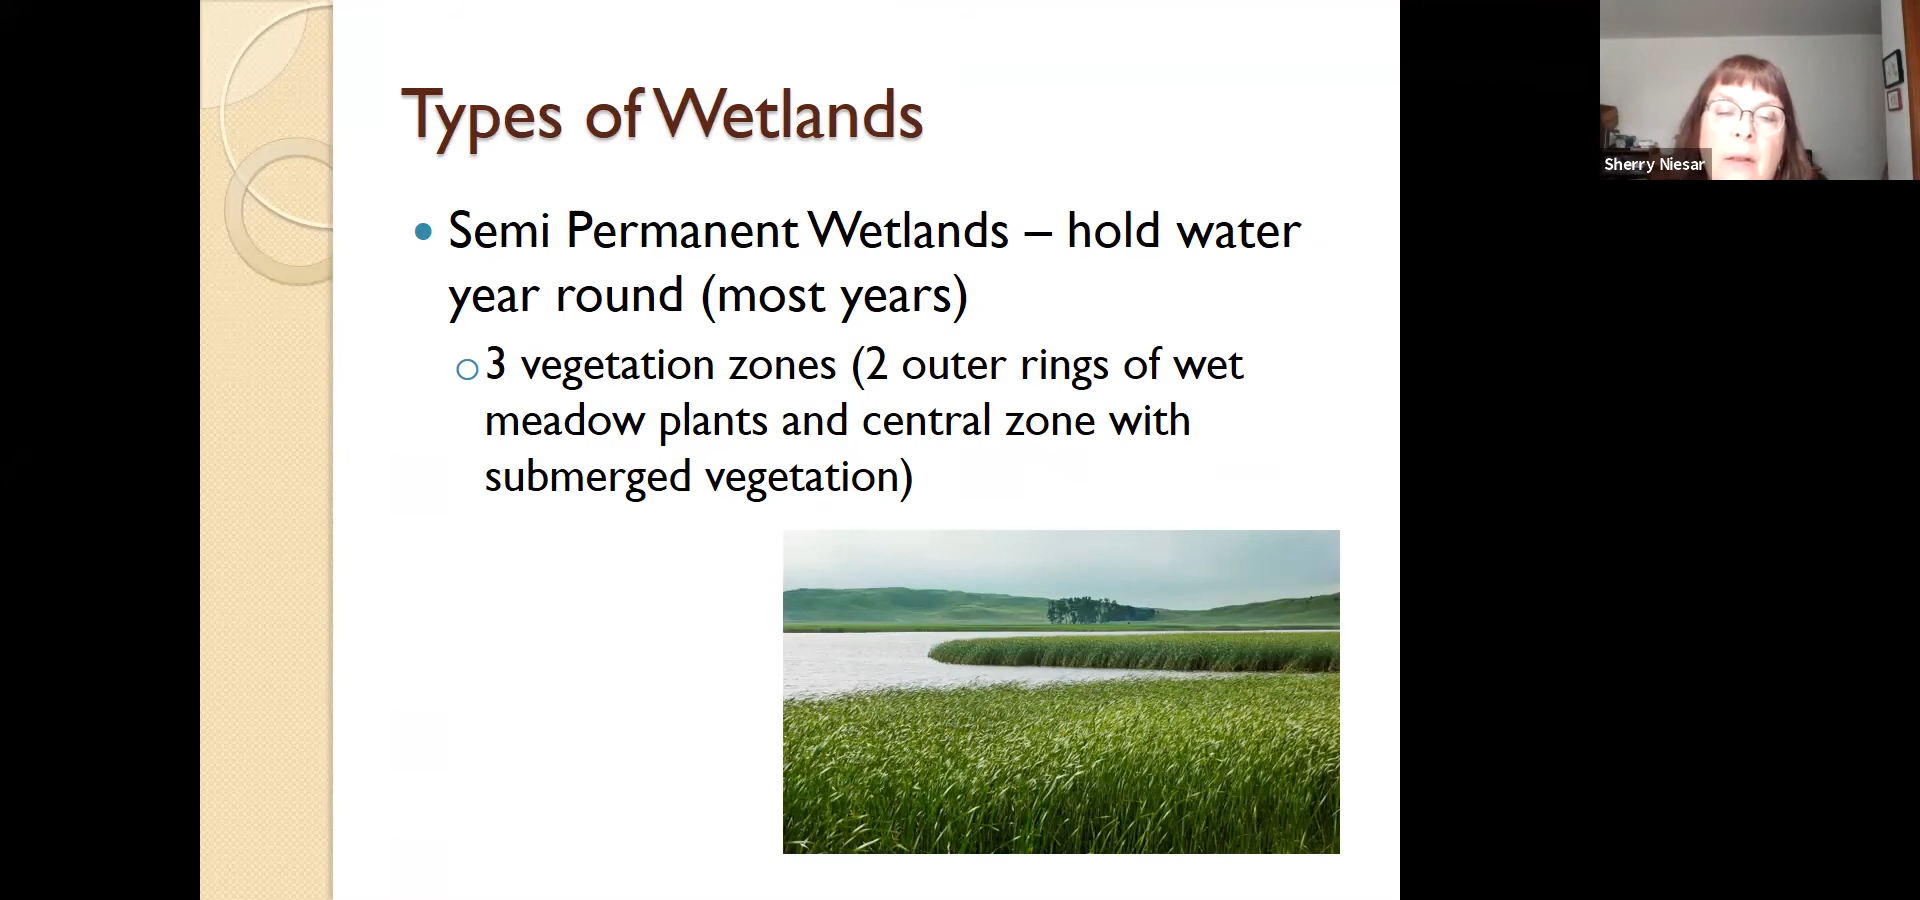 Types of Wetlands
Semi Permanent Wetlands – hold water
year round (most years)
3 vegetation zones (2 outer rings of wet
meadow plants and central zone with
submerged vegetation)
Sherry Niesar